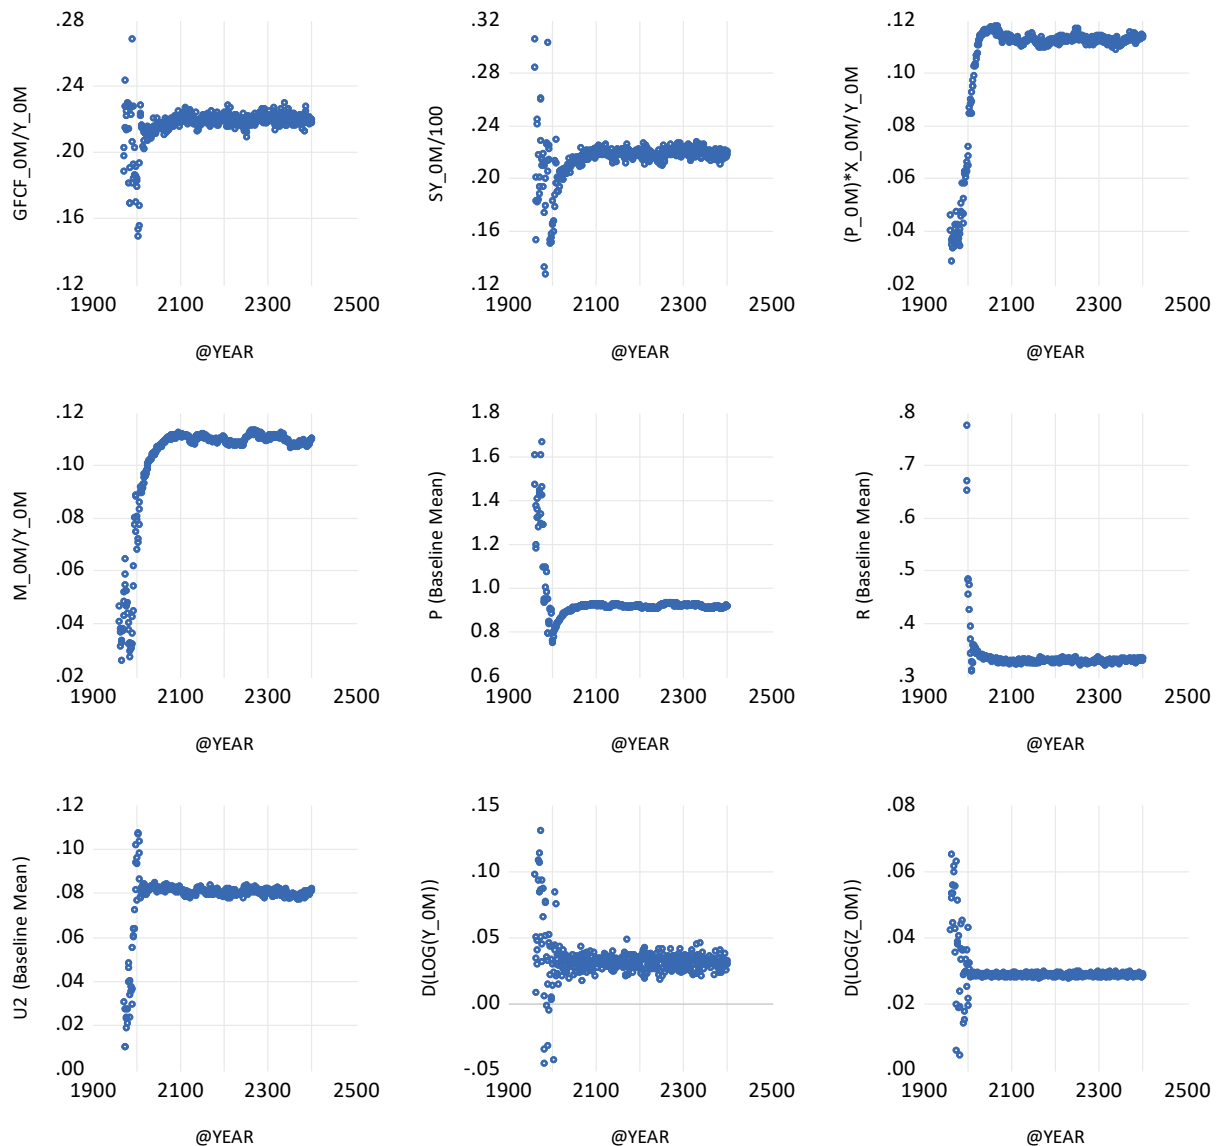 .28
.24
.20
.16
.12
GFCF_0M/Y_0M
1900 2100 2300 2500
@YEAR
.32
.28
.24
.20
.16
.12
SY_0M/100
1900 2100 2300 2500
@YEAR
.12
.10
.08
.06
.04
.02
(P_0M)*X_0M/Y_0M
1900 2100 2300 2500
@YEAR
.12
.10
.08
.06
.04
.02
M_0M/Y_0M
1900 2100 2300 2500
@YEAR
1.8
1.6
1.4
1.2
1.0
0.8
0.6
P (Baseline Mean)
1900 2100 2300 2500
@YEAR
.8
.7
.6
.5
.4
.3
R (Baseline Mean)
1900 2100 2300 2500
@YEAR
.12
.10
.08
.06
.04
.02
.00
U2 (Baseline Mean)
1900 2100 2300 2500
@YEAR
.15
.10
.05
.00
-.05
D(LOG(Y_0M))
1900 2100 2300 2500
@YEAR
.08
.06
.04
.02
.00
D(LOG(Z_0M))
1900 2100 2300 2500
@YEAR